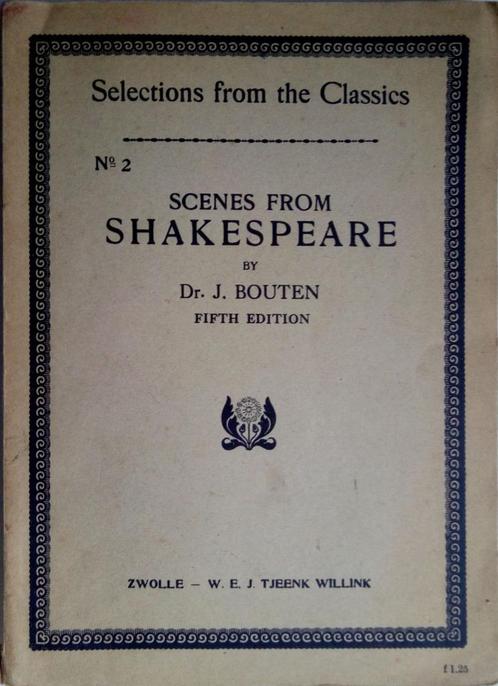 Selections from the Classics
Nº 2
SCENES FROM
SHAKESPEARE
BY
Dr. J. BOUTEN
FIFTH EDITION
ZWOLLE — W. E. J. TJEENK WILLINK
f 1.25